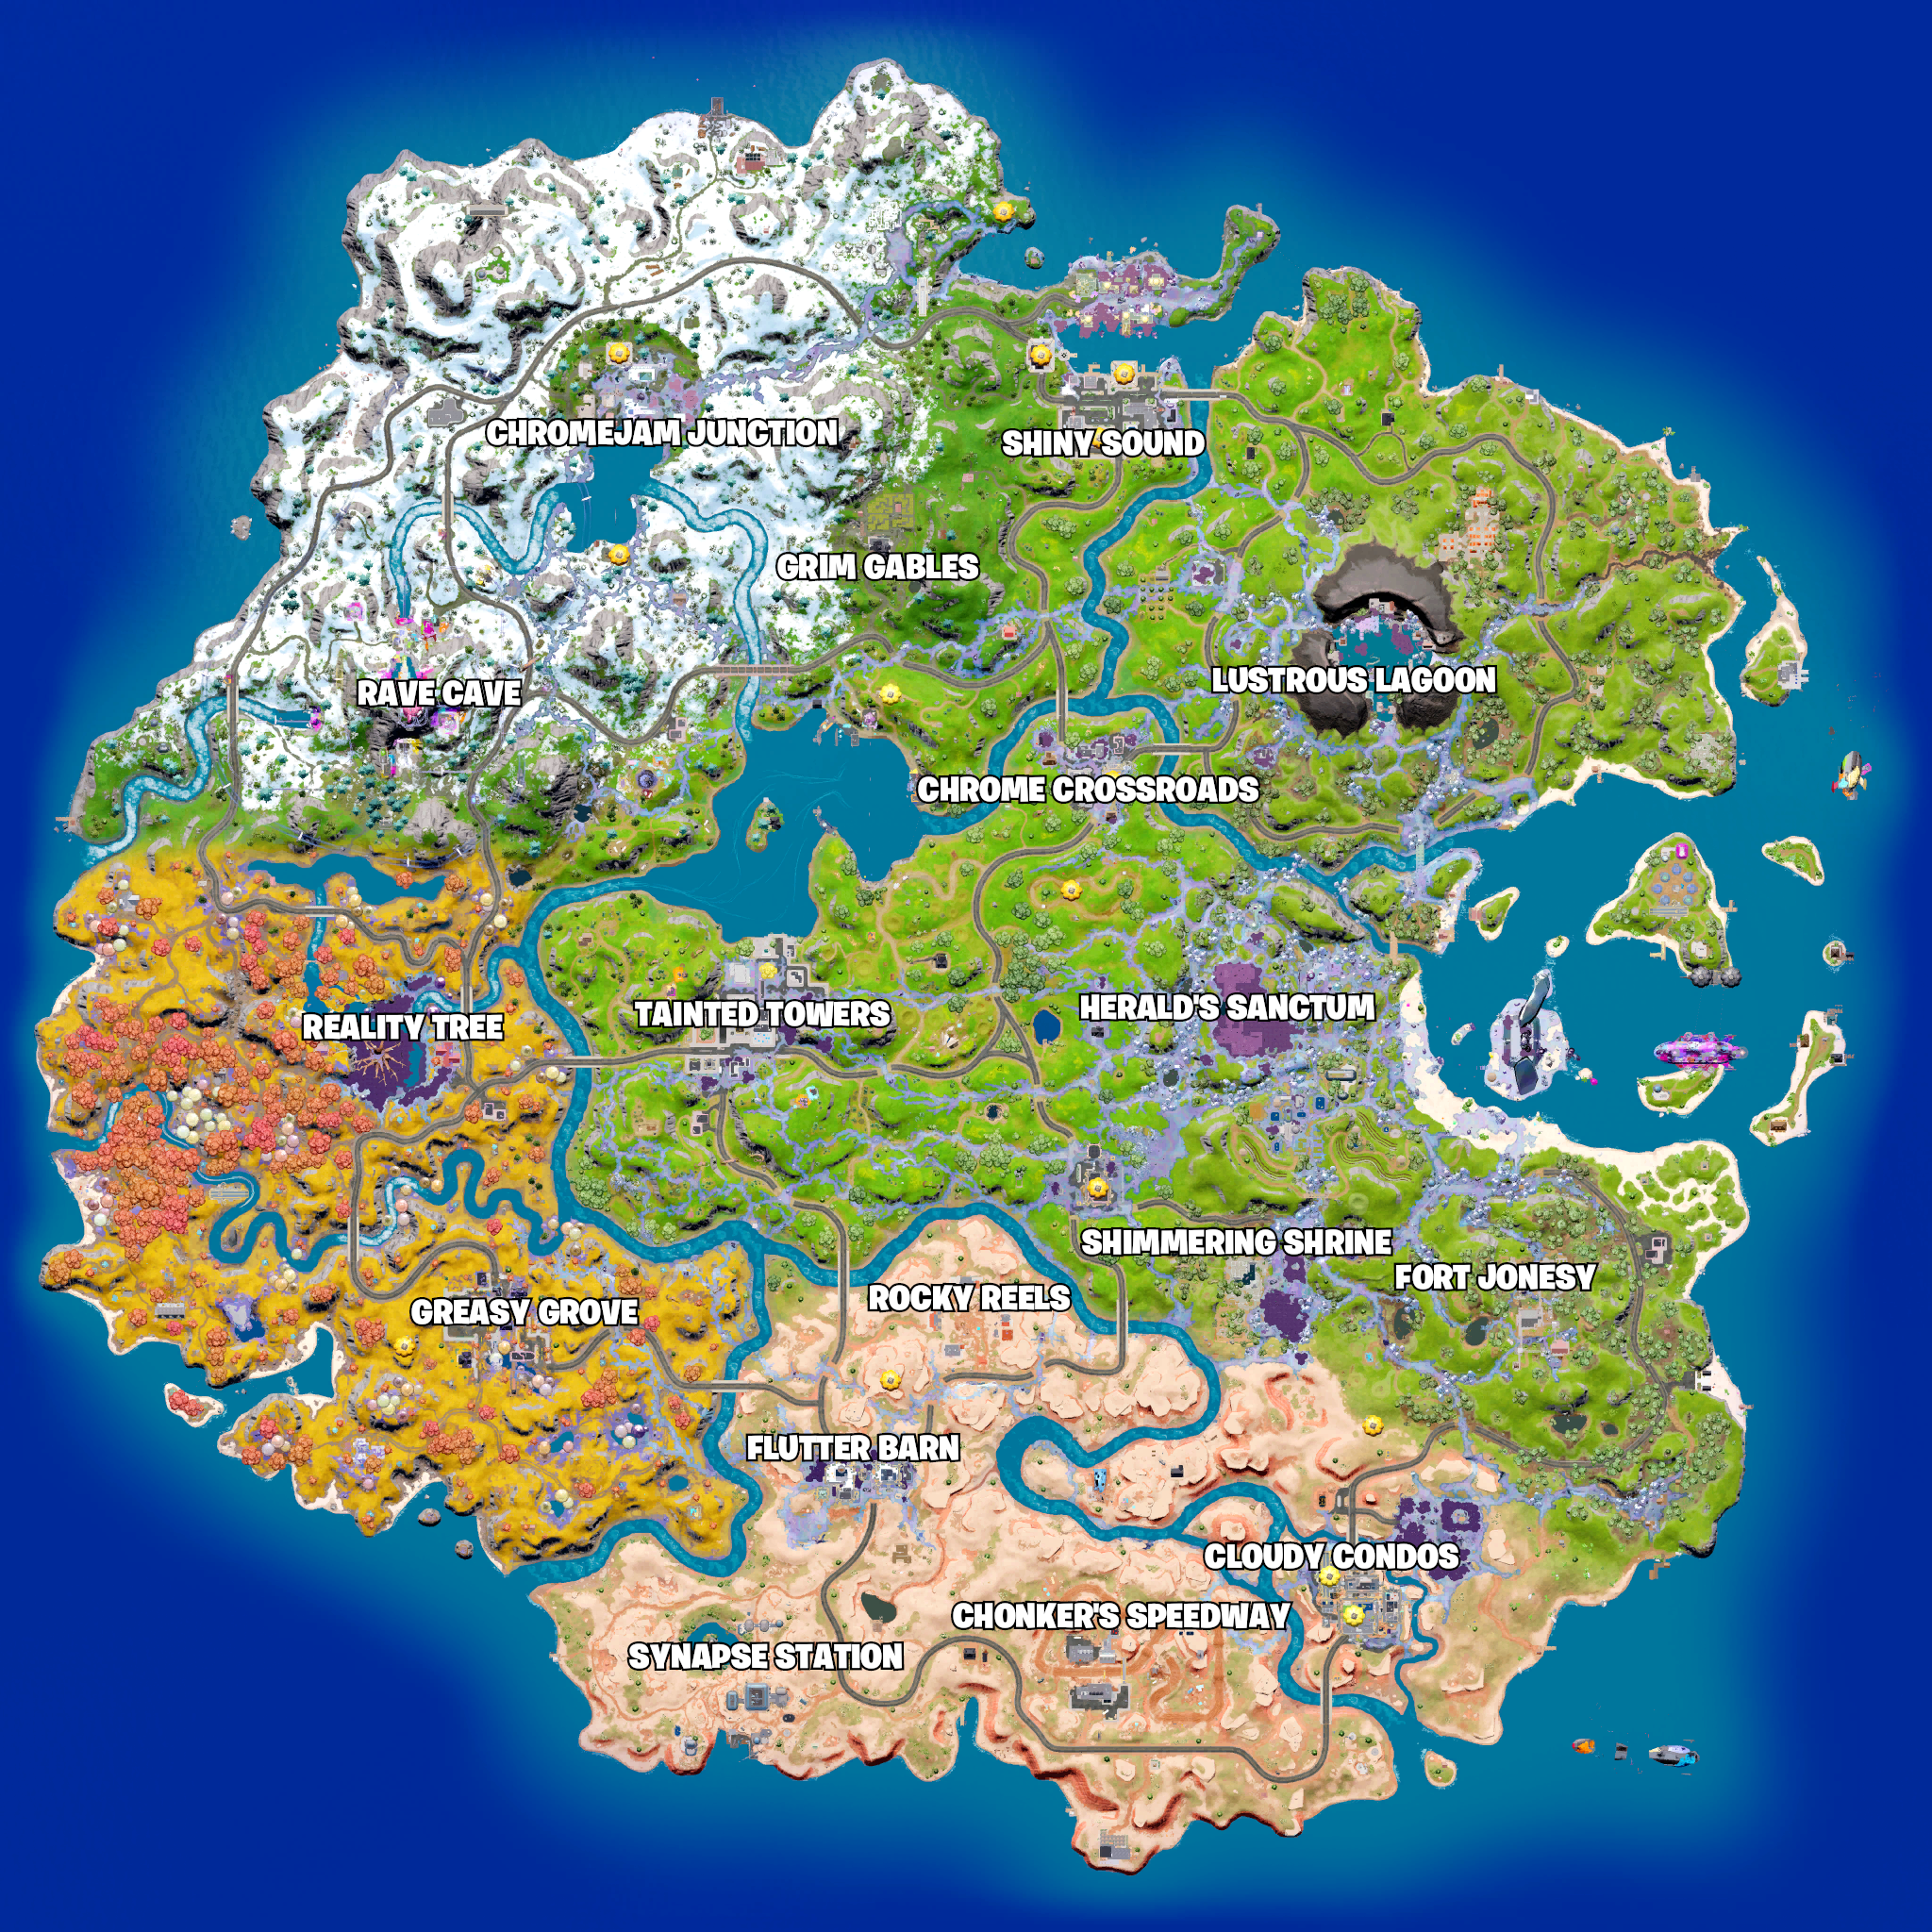 CHROMEJAM JUNCTION
SHINY SOUND
GRIM GABLES
RAVE CAVE
LUSTROUS LAGOON
CHROME CROSSROADS
REALITY TREE
TAINTED TOWERS
HERALD'S SANCTUM
SHIMMERING SHRINE
FORT JONESY
ROCKY REELS
GREASY GROVE
FLUTTER BARN
CLOUDY CONDOS
CHONKER'S SPEEDWAY
SYNAPSE STATION